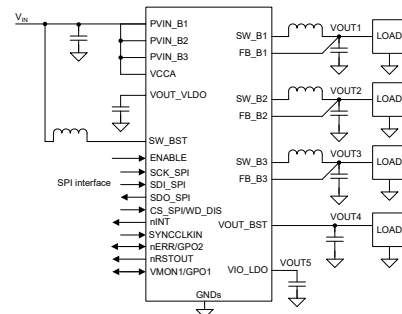 VIN
PVIN_B1
PVIN_B2
PVIN_B3
VCCA
VOUT_VLDO
SW_BST
ENABLE
SCK_SPI
SPI interface
SDI_SPI
SDO_SPI
CS_SPI/WD_DIS
nINT
SYNCCLKIN
nERR/GPO2
nRSTOUT
VMON1/GPO1
GNDs
SW_B1
VOUT1
LOAD
FB_B1
SW_B2
VOUT2
LOAD
FB_B2
SW_B3
VOUT3
LOAD
FB_B3
VOUT_BST
VOUT4
LOAD
VIO_LDO
VOUT5